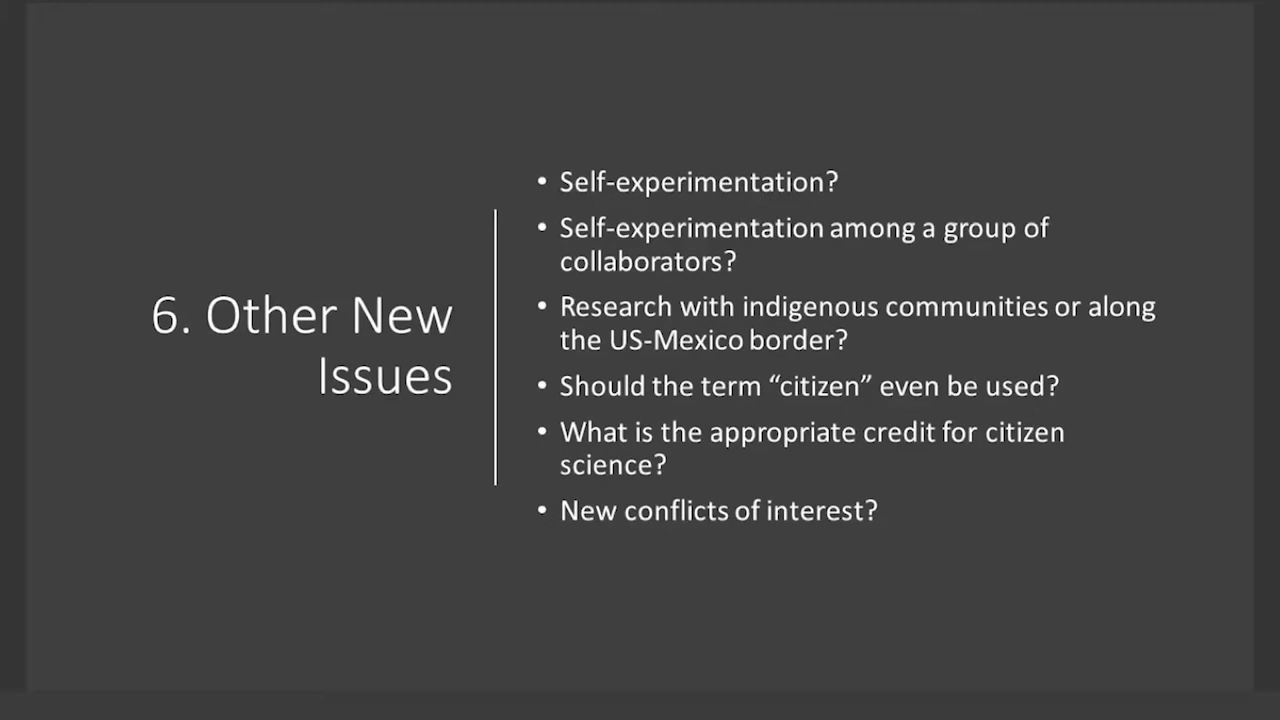 6. Other New
Issues
• Self-experimentation?
• Self-experimentation among a group of
collaborators?
• Research with indigenous communities or along
the US-Mexico border?
• Should the term “citizen” even be used?
• What is the appropriate credit for citizen
science?
• New conflicts of interest?